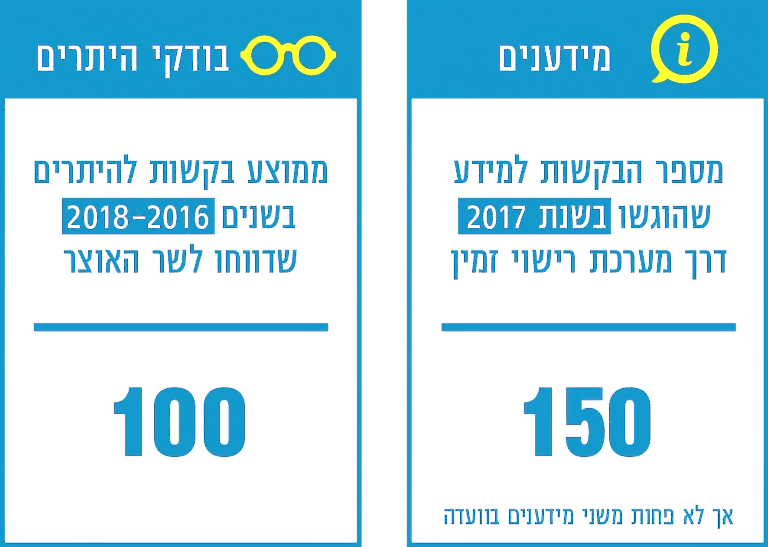 מידענים
מספר הבקשות למידע
שהוגשו בשנת 2017
דרך מערכת רישוי זמין
150
אך לא פחות משני מידענים בוועדה
בודקי היתרים
ממוצע בקשות להיתרים
בשנים 2018-2016
שדווחו לשר האוצר
100